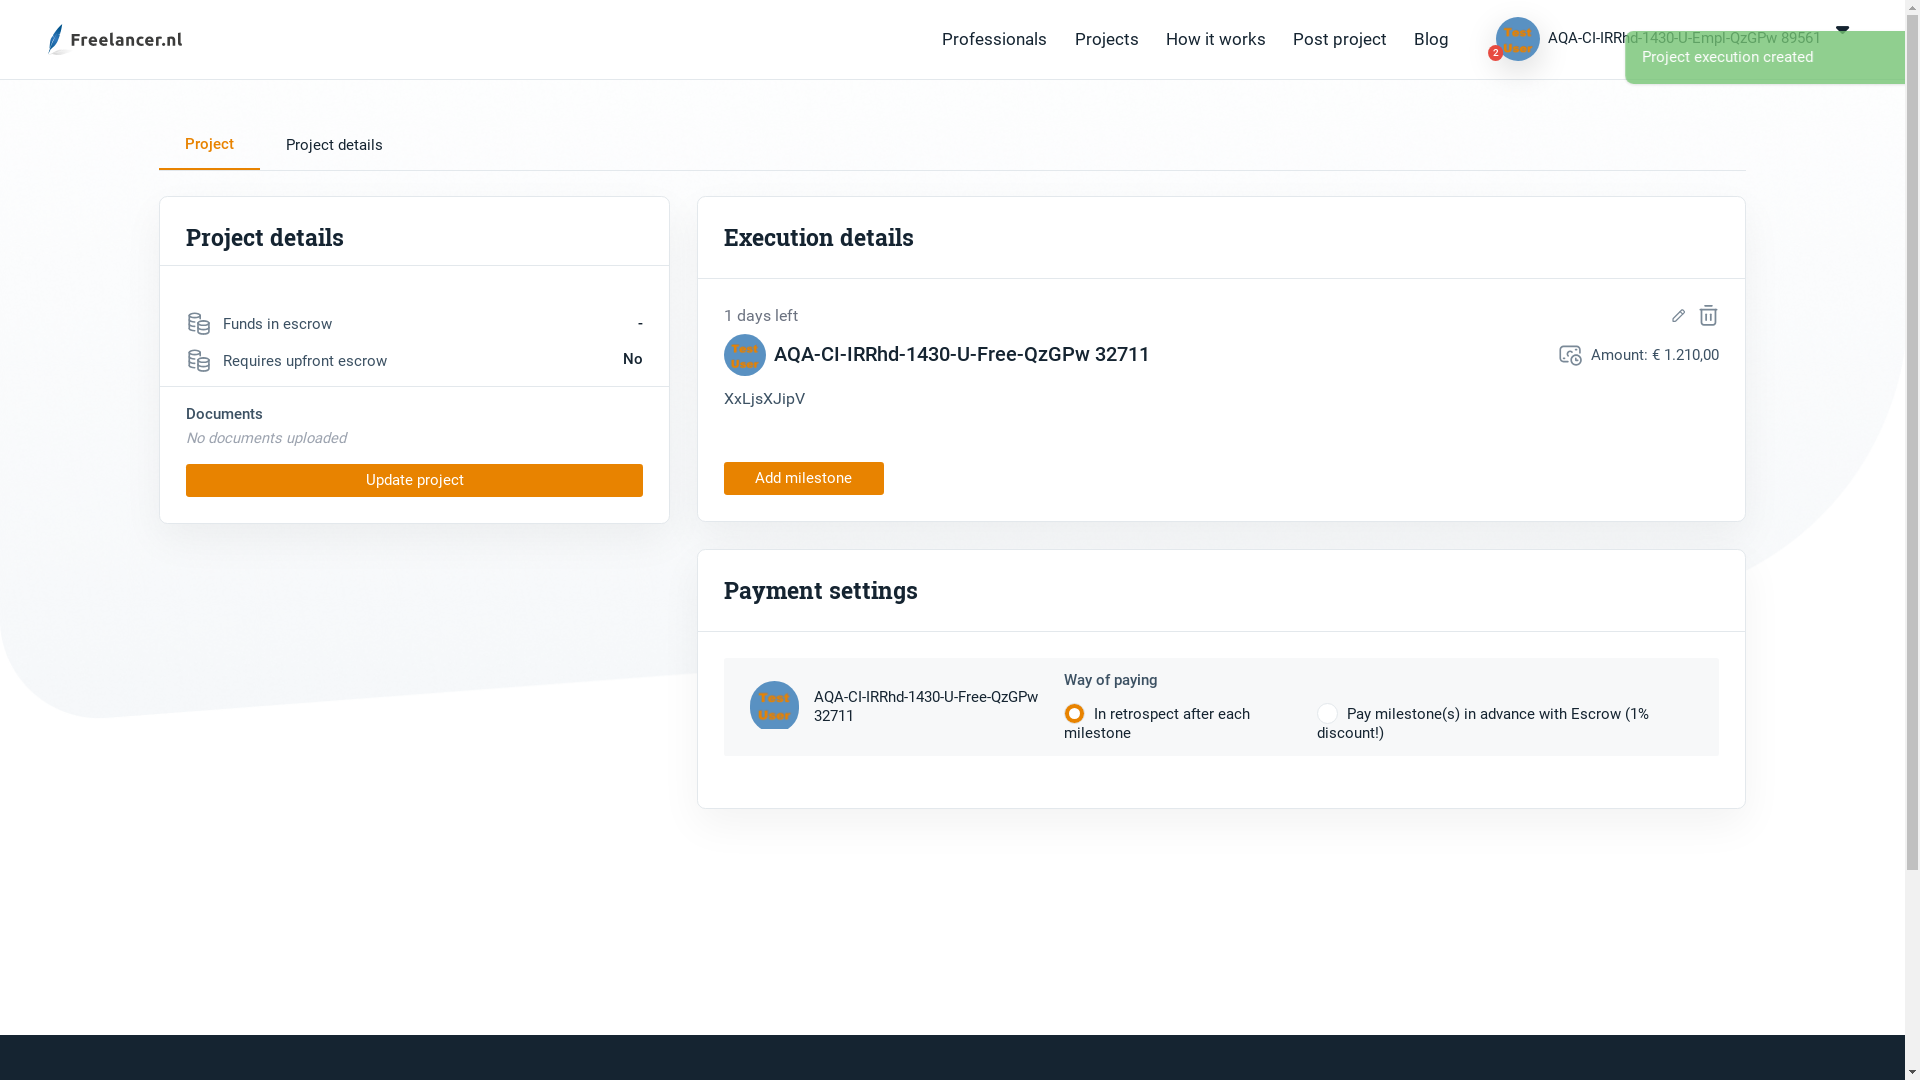 Freelancer.nl
Professionals
Projects
How it works
Post project
Blog
Test
User
2
AQA-CI-IRRhd-1430-U-Empl-QzGPw 89561
Project execution created
Project
Project details
Project details
Funds in escrow
-
Requires upfront escrow
No
Documents
No documents uploaded
Update project
Execution details
1 days left
Test
User
AQA-CI-IRRhd-1430-U-Free-QzGPw 32711
Amount: € 1.210,00
XxLjsXJipV
Add milestone
Payment settings
Test
User
AQA-CI-IRRhd-1430-U-Free-QzGPw
32711
Way of paying
In retrospect after each
milestone
Pay milestone(s) in advance with Escrow (1%
discount!)